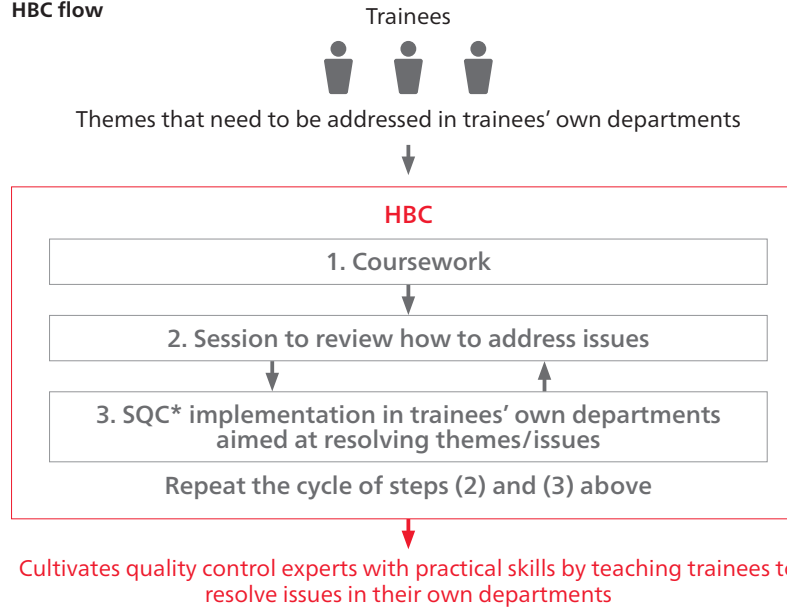 HBC flow
Trainees
Themes that need to be addressed in trainees’ own departments
HBC
1. Coursework
2. Session to review how to address issues
3. SQC* implementation in trainees’ own departments
aimed at resolving themes/issues
Repeat the cycle of steps (2) and (3) above
Cultivates quality control experts with practical skills by teaching trainees to
resolve issues in their own departments